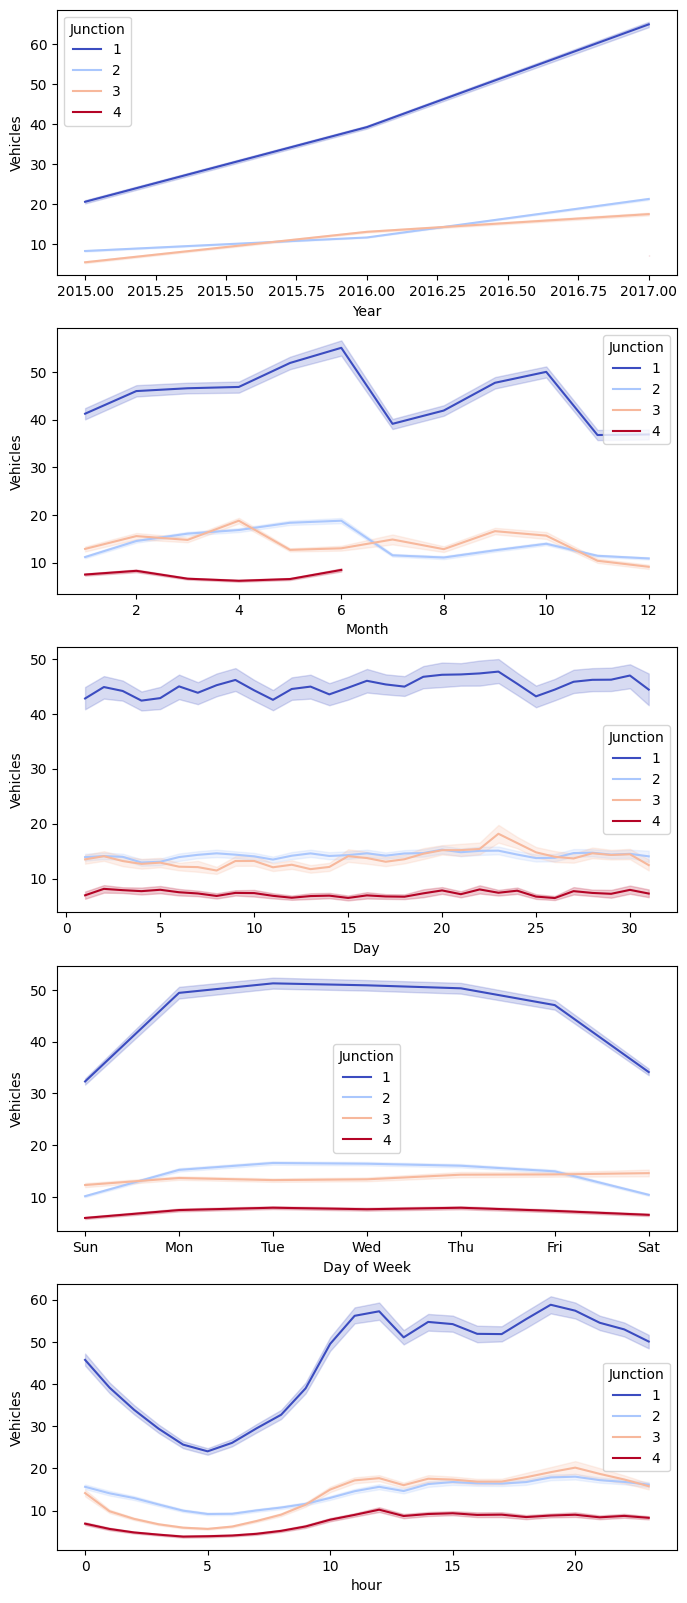 Junction
1
2
3
4
60
50
40
30
20
10
Vehicles
2015.00 2015.25 2015.50 2015.75 2016.00 2016.25 2016.50 2016.75 2017.00
Year
Junction
1
2
3
4
50
40
30
20
10
Vehicles
2 4 6 8 10 12
Month
50
40
30
20
10
Vehicles
Junction
1
2
3
4
0 5 10 15 20 25 30
Day
50
40
30
20
10
Vehicles
Junction
1
2
3
4
Sun Mon Tue Wed Thu Fri Sat
Day of Week
60
50
40
30
20
10
Vehicles
Junction
1
2
3
4
0 5 10 15 20
hour